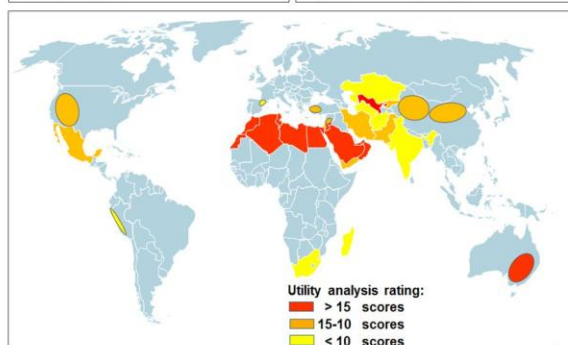 Utility analysis rating:
> 15 scores
15-10 scores
< 10 scores